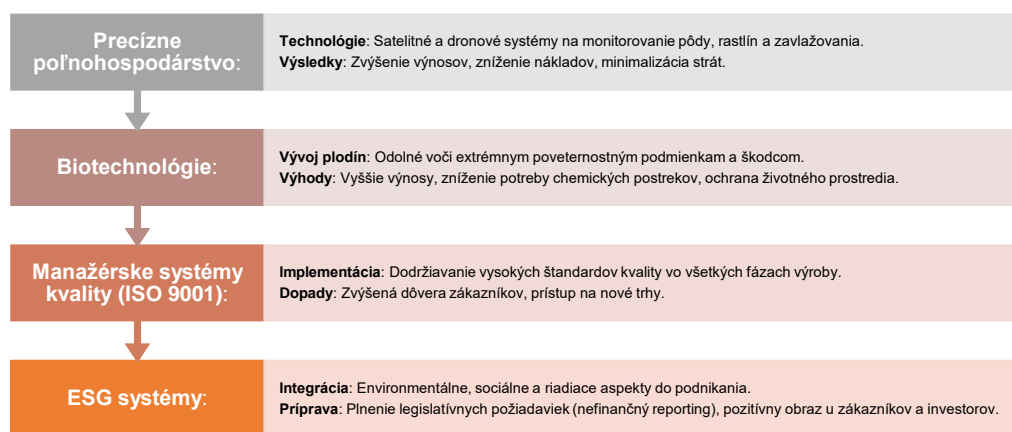 Precízne
poľnohospodárstvo:
Technológie: Satelitné a dronové systémy na monitorovanie pôdy, rastlín a zavlažovania.
Výsledky: Zvýšenie výnosov, zníženie nákladov, minimalizácia strát.
Biotechnológie:
Vývoj plodín: Odolné voči extrémnym poveternostným podmienkam a škodcom.
Výhody: Vyššie výnosy, zníženie potreby chemických postrekov, ochrana životného prostredia.
Manažérske systémy
kvality (ISO 9001):
Implementácia: Dodržiavanie vysokých štandardov kvality vo všetkých fázach výroby.
Dopady: Zvýšená dôvera zákazníkov, prístup na nové trhy.
ESG systémy:
Integrácia: Environmentálne, sociálne a riadiace aspekty do podnikania.
Príprava: Plnenie legislatívnych požiadaviek (nefinančný reporting), pozitívny obraz u zákazníkov a investorov.